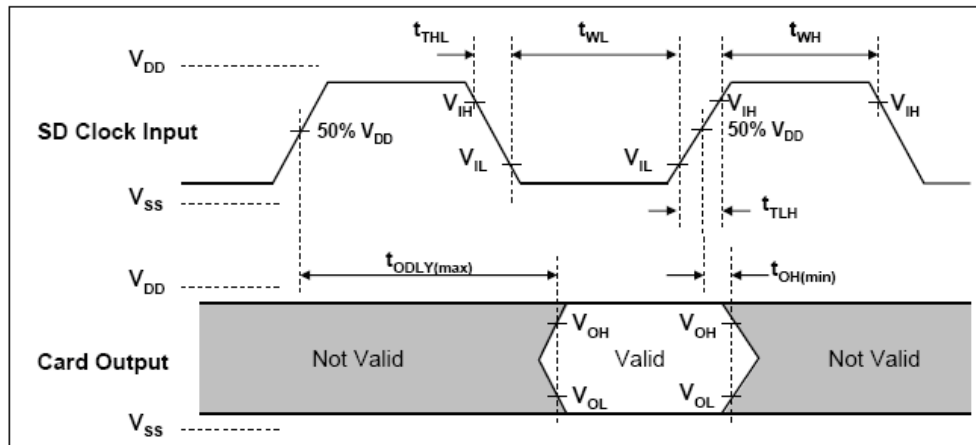 t_THL t_WL t_WH
V_DD
V_IH V_IH V_IH
SD Clock Input 50% V_DD 50% V_DD
V_IL V_IL
V_SS
t_TLH
t_ODLY(max) t_OH(min)
V_DD
V_OH V_OH
Card Output Not Valid Valid Not Valid
V_OL V_OL
V_SS